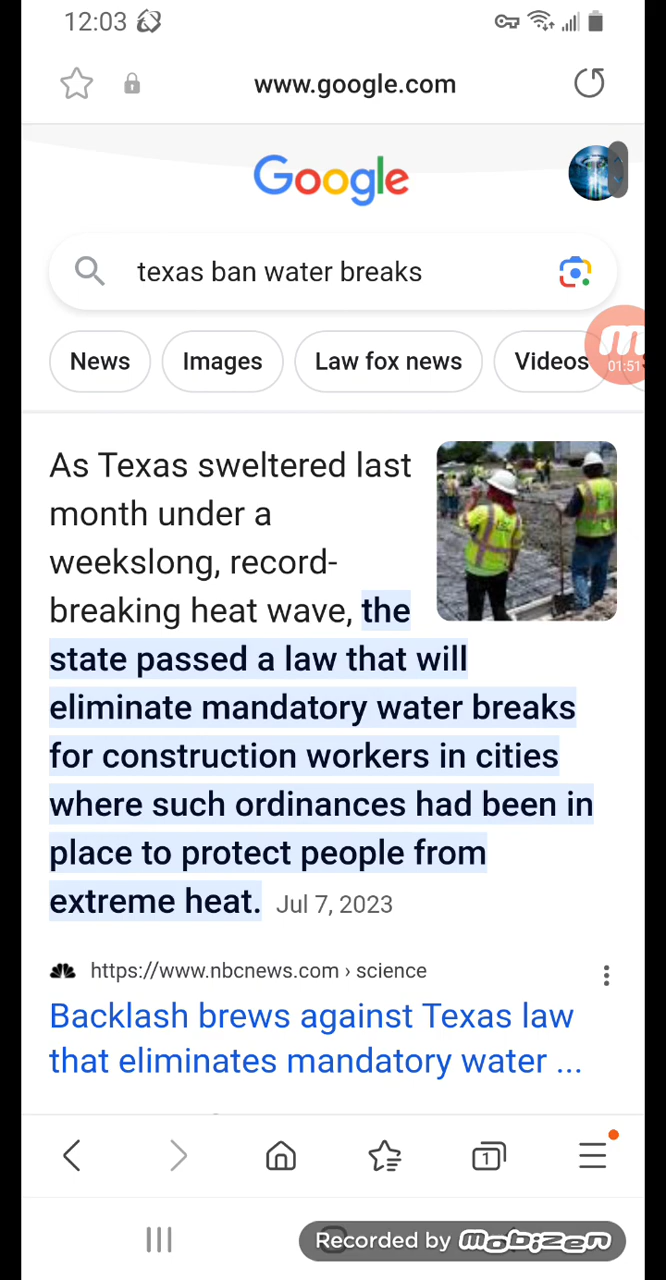 12:03
www.google.com
Google
texas ban water breaks
News
Images
Law fox news
Videos
01:51
As Texas sweltered last
month under a
weekslong, record-
breaking heat wave, the
state passed a law that will
eliminate mandatory water breaks
for construction workers in cities
where such ordinances had been in
place to protect people from
extreme heat. Jul 7, 2023
https://www.nbcnews.com › science
Backlash brews against Texas law
that eliminates mandatory water ...
1
Recorded by mobizen